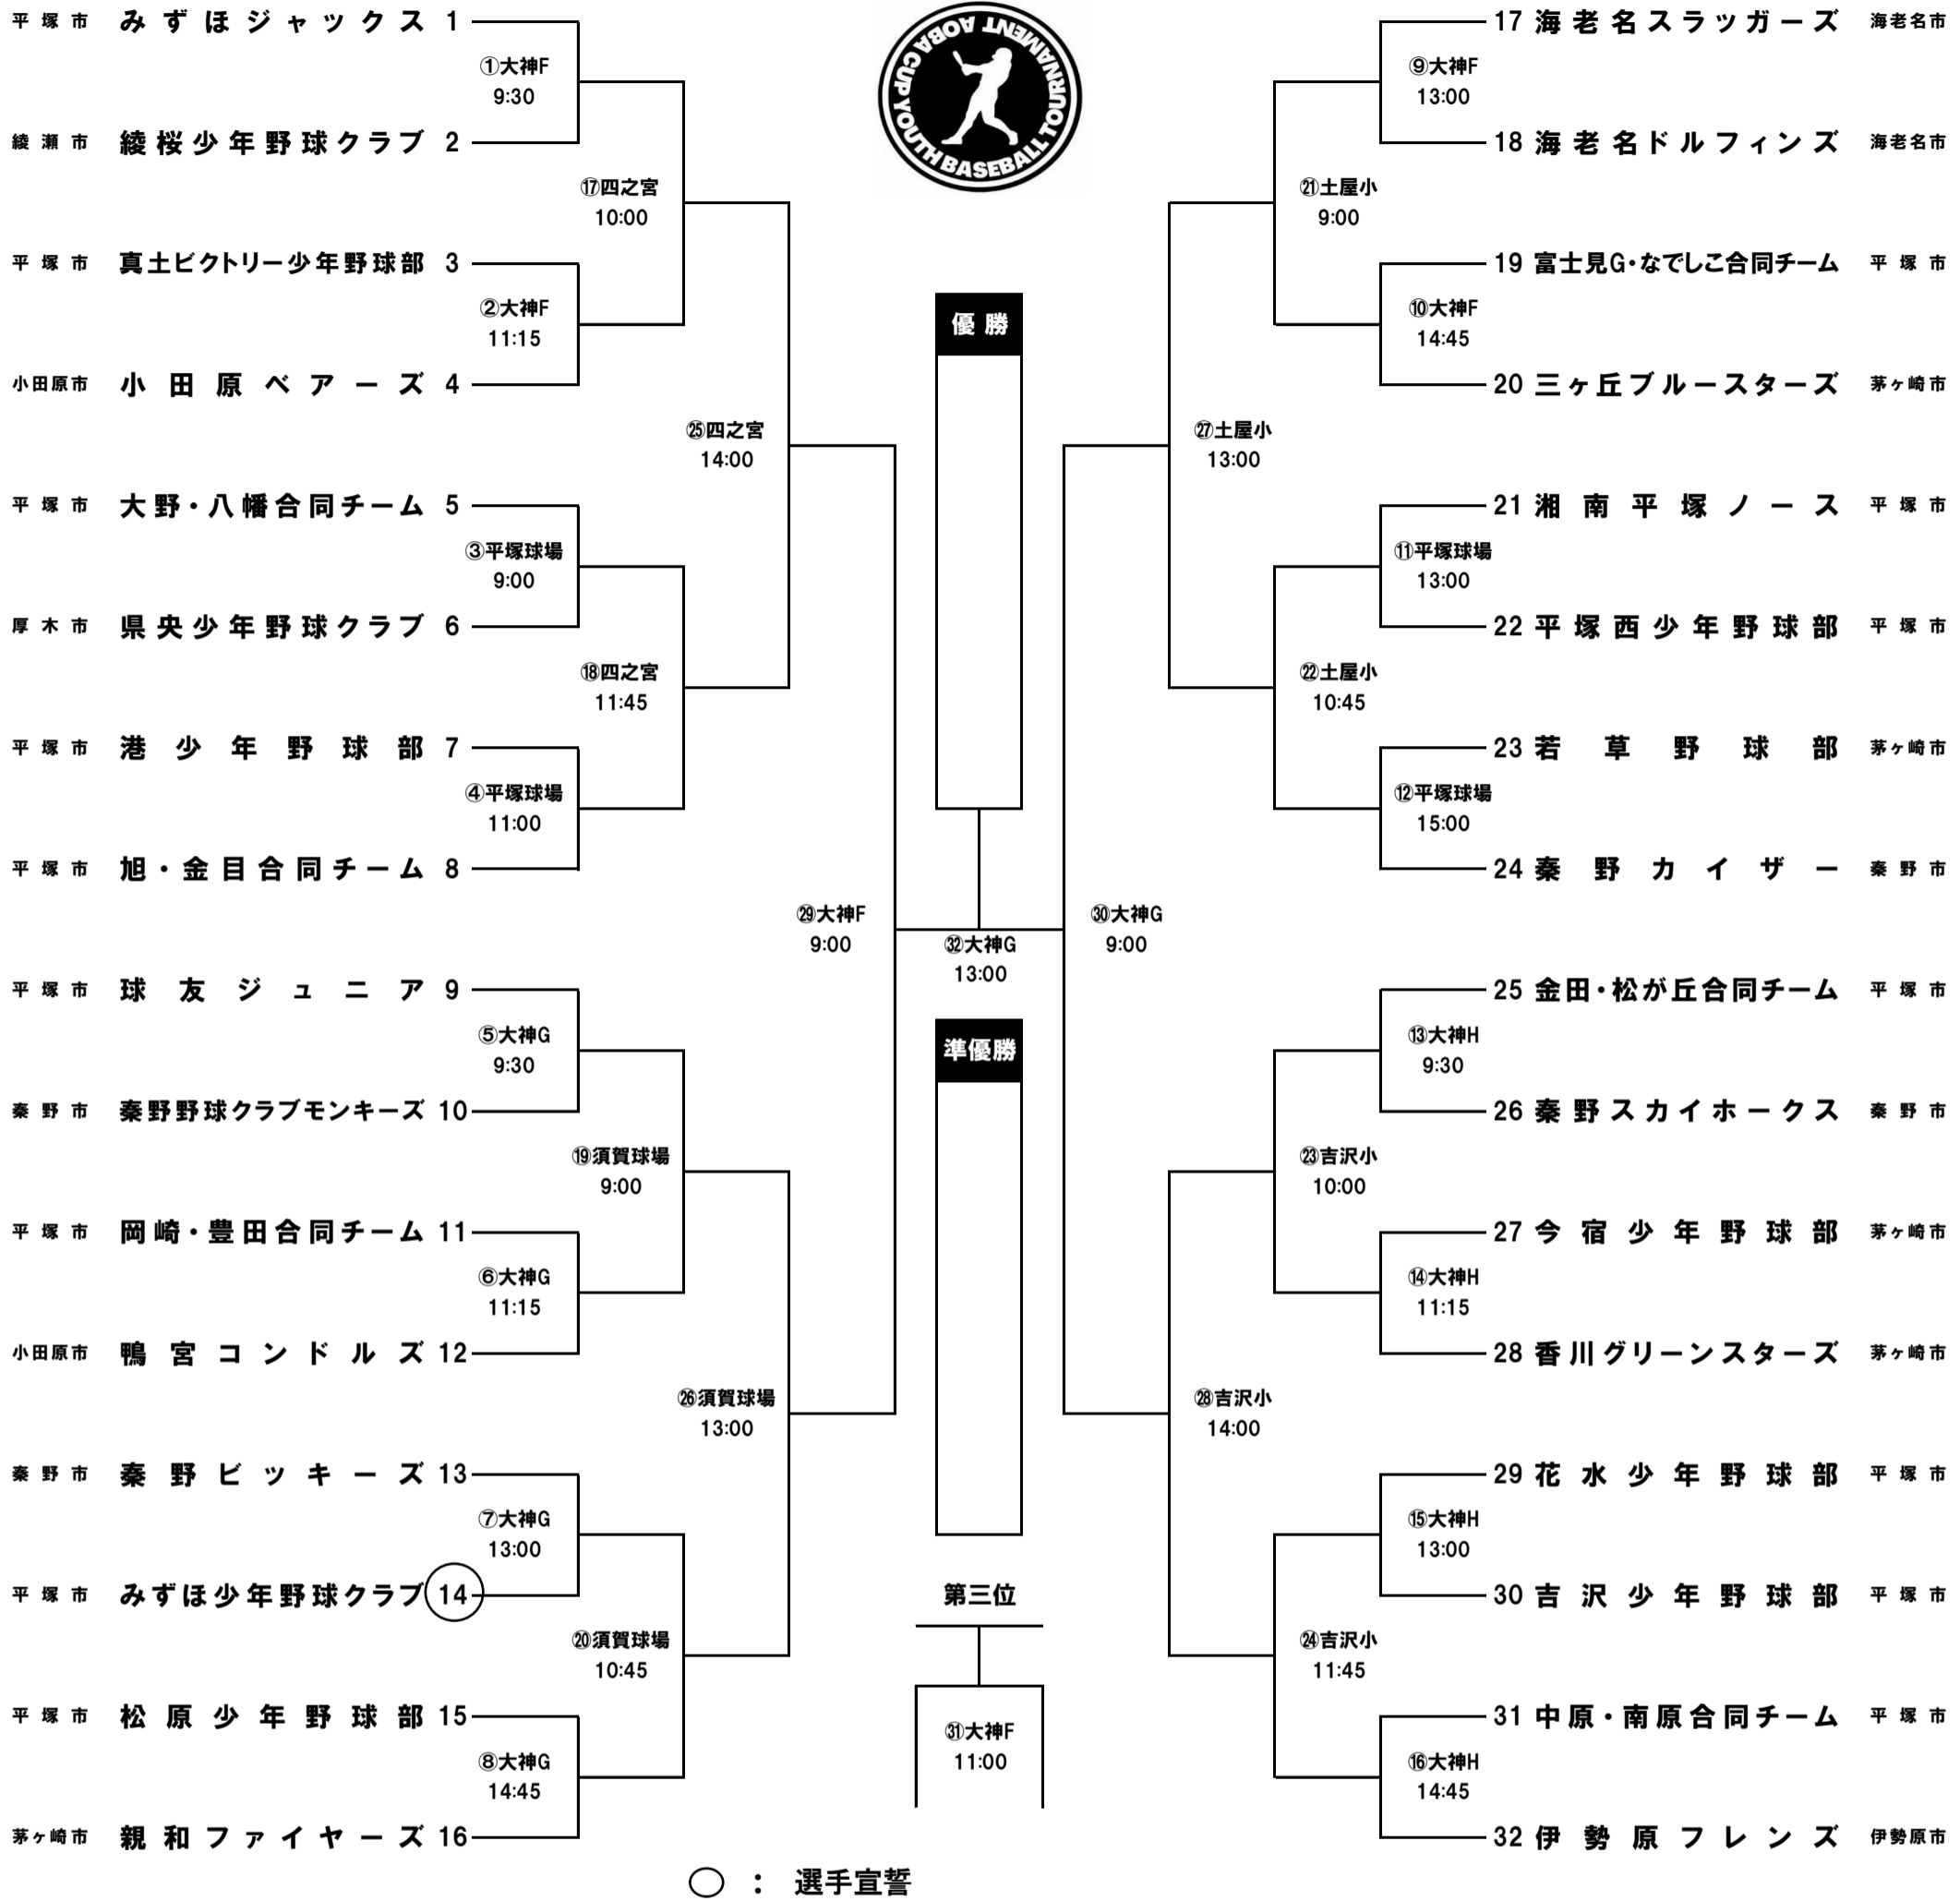 AOBA CUP YOUTH BASEBALL TOURNAMENT
平塚市 みずほジャックス 1
①大神F
9:30
綾瀬市 綾桜少年野球クラブ 2
⑰四之宮
10:00
平塚市 真土ビクトリー少年野球部 3
②大神F
11:15
小田原市 小田原ベアーズ 4
㉕四之宮
14:00
平塚市 大野・八幡合同チーム 5
③平塚球場
9:00
厚木市 県央少年野球クラブ 6
⑱四之宮
11:45
平塚市 港少年野球部 7
④平塚球場
11:00
平塚市 旭・金目合同チーム 8
㉙大神F
9:00
平塚市 球友ジュニア 9
⑤大神G
9:30
秦野市 秦野野球クラブモンキーズ 10
⑲須賀球場
9:00
平塚市 岡崎・豊田合同チーム 11
⑥大神G
11:15
小田原市 鴨宮コンドルズ 12
㉖須賀球場
13:00
秦野市 秦野ビッキーズ 13
⑦大神G
13:00
平塚市 みずほ少年野球クラブ 14
⑳須賀球場
10:45
平塚市 松原少年野球部 15
⑧大神G
14:45
茅ヶ崎市 親和ファイヤーズ 16
優勝
㉜大神G
13:00
準優勝
第三位
㉛大神F
11:00
17 海老名スラッガーズ 海老名市
⑨大神F
13:00
18 海老名ドルフィンズ 海老名市
㉑土屋小
9:00
19 富士見G・なでしこ合同チーム 平塚市
⑩大神F
14:45
20 三ヶ丘ブルースターズ 茅ヶ崎市
㉗土屋小
13:00
21 湘南平塚ノース 平塚市
⑪平塚球場
13:00
22 平塚西少年野球部 平塚市
㉒土屋小
10:45
23 若草野球部 茅ヶ崎市
⑫平塚球場
15:00
24 秦野カイザー 秦野市
㉚大神G
9:00
25 金田・松が丘合同チーム 平塚市
⑬大神H
9:30
26 秦野スカイホークス 秦野市
㉓吉沢小
10:00
27 今宿少年野球部 茅ヶ崎市
⑭大神H
11:15
28 香川グリーンスターズ 茅ヶ崎市
㉘吉沢小
14:00
29 花水少年野球部 平塚市
⑮大神H
13:00
30 吉沢少年野球部 平塚市
㉔吉沢小
11:45
31 中原・南原合同チーム 平塚市
⑯大神H
14:45
32 伊勢原フレンズ 伊勢原市
○ : 選手宣誓